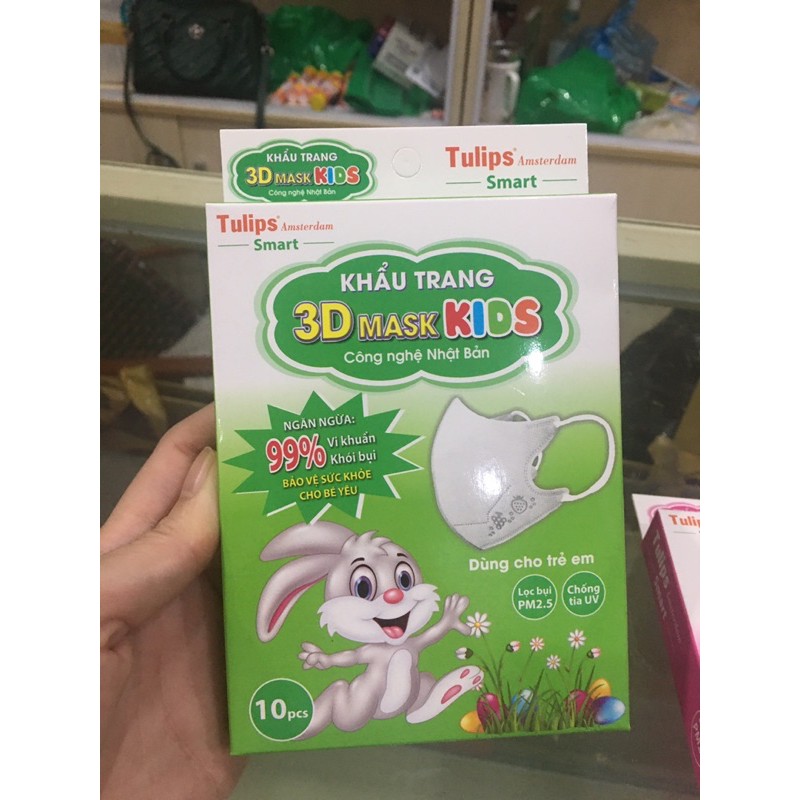 KHẨU TRANG
3D MASK KIDS
Công nghệ Nhật Bản
Tulips® Amsterdam
Smart
Tulips® Amsterdam
Smart
KHẨU TRANG
3D MASK KIDS
Công nghệ Nhật Bản
NGĂN NGỪA:
99% Vi khuẩn
Khói bụi
BẢO VỆ SỨC KHỎE
CHO BÉ YÊU
Dùng cho trẻ em
Lọc bụi
PM2.5
Chống
tia UV
10pcs
Tulips
Tulips
Smart